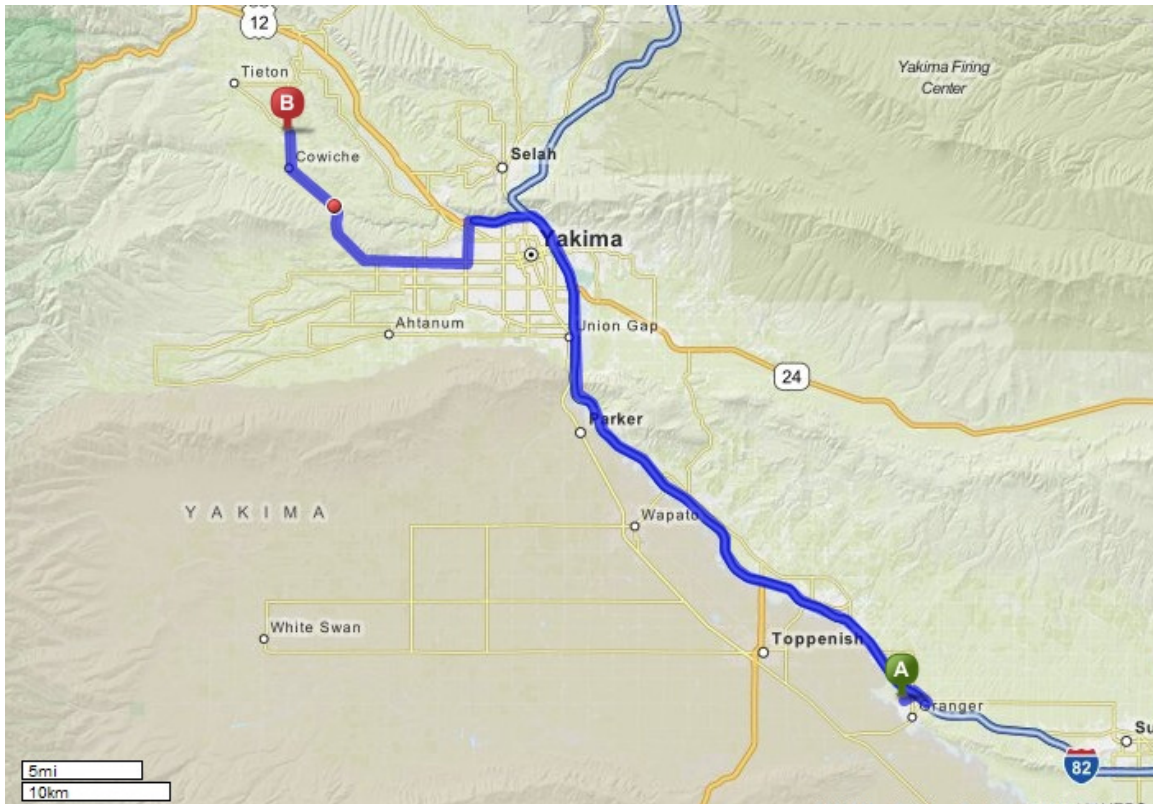 12
Tieton
Yakima Firing
Center
B
Cowiche
Selah
Yakima
Ahtanum
Union Gap
24
Parker
YAKIMA
Wapato
White Swan
Toppenish
A
Granger
Su
82
5mi
10km